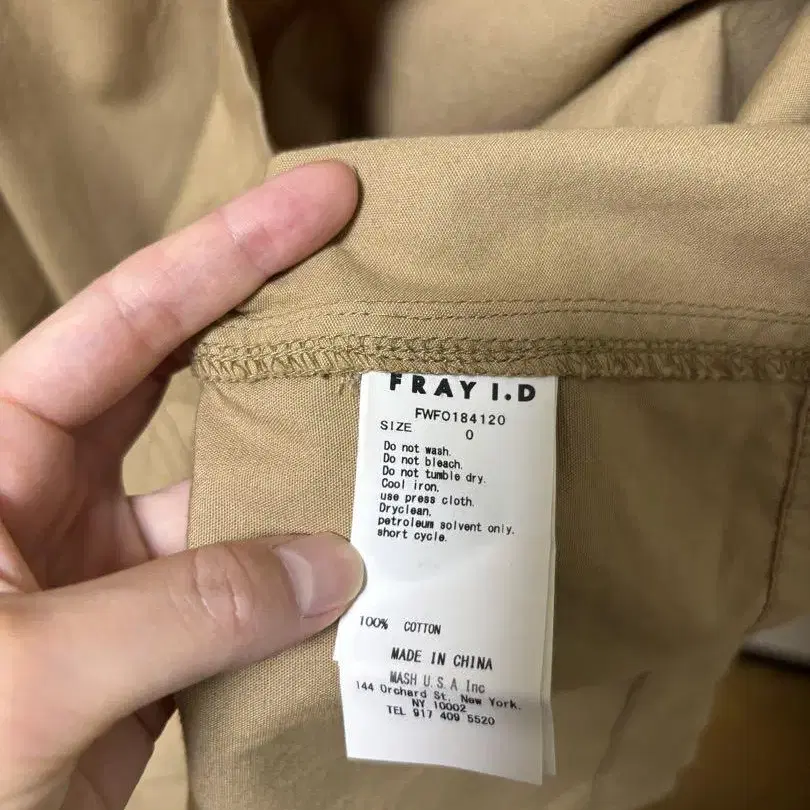 FRAY I.D
FWFO184120
SIZE 0
Do not wash.
Do not bleach.
Do not tumble dry.
Cool iron.
use press cloth.
Dryclean.
petroleum solvent only.
short cycle.
100% COTTON
MADE IN CHINA
MASH U.S.A Inc
144 Orchard St. New York.
NY 10002
TEL 917 409 5520